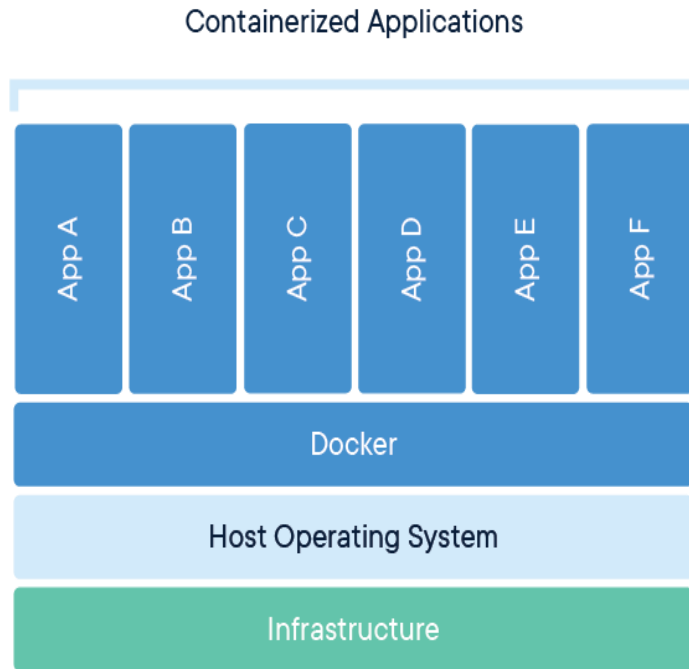 Containerized Applications
App A
App B
App C
App D
App E
App F
Docker
Host Operating System
Infrastructure